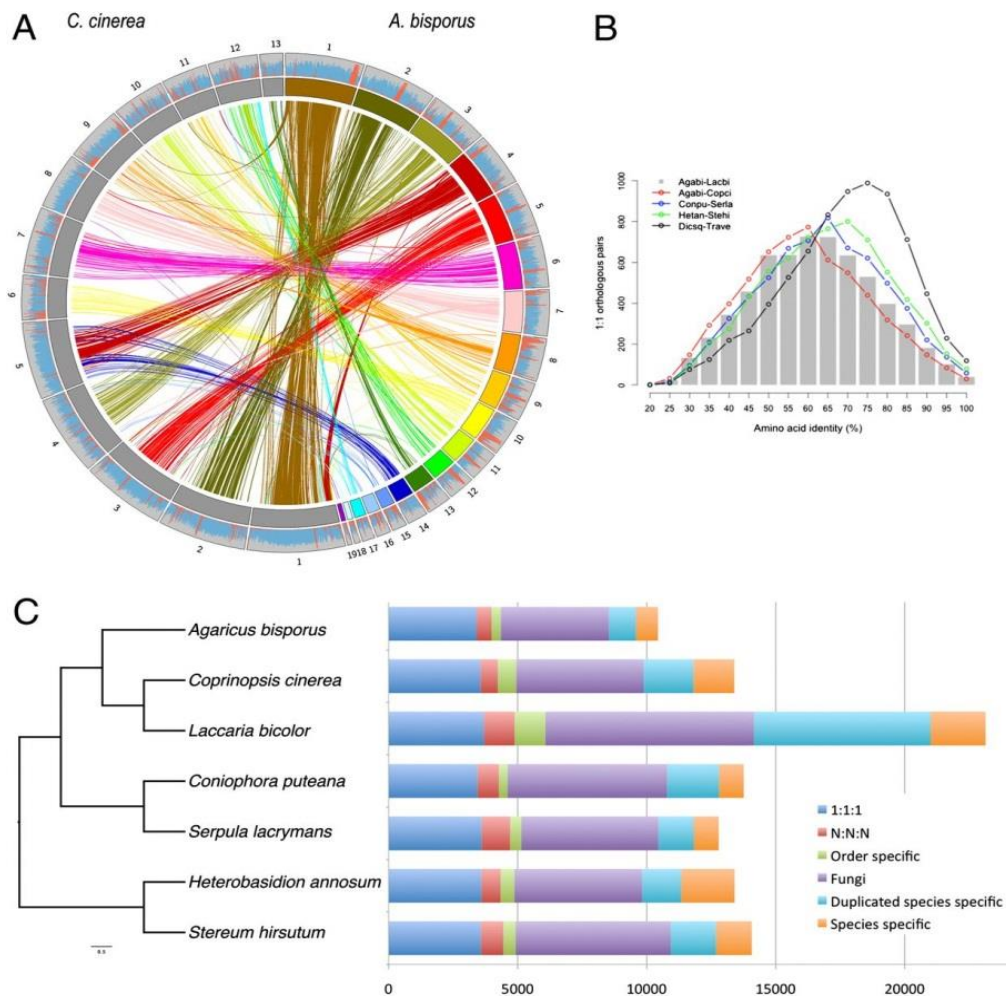 A
C. cinerea
A. bisporus
B
13
1
12
2
11
3
10
4
9
5
8
6
7
7
6
8
5
9
4
10
3
11
2
12
1
13
14
15
16
17
18
19
1:1 orthologous pairs
1000
800
600
400
200
0
Agabi-Lacbi
Agabi-Copci
Conpu-Serla
Hetan-Stehi
Dicsq-Trave
20 25 30 35 40 45 50 55 60 65 70 75 80 85 90 95 100
Amino acid identity (%)
C
Agaricus bisporus
Coprinopsis cinerea
Laccaria bicolor
Coniophora puteana
Serpula lacrymans
Heterobasidion annosum
Stereum hirsutum
1:1:1
N:N:N
Order specific
Fungi
Duplicated species specific
Species specific
0 5000 10000 15000 20000